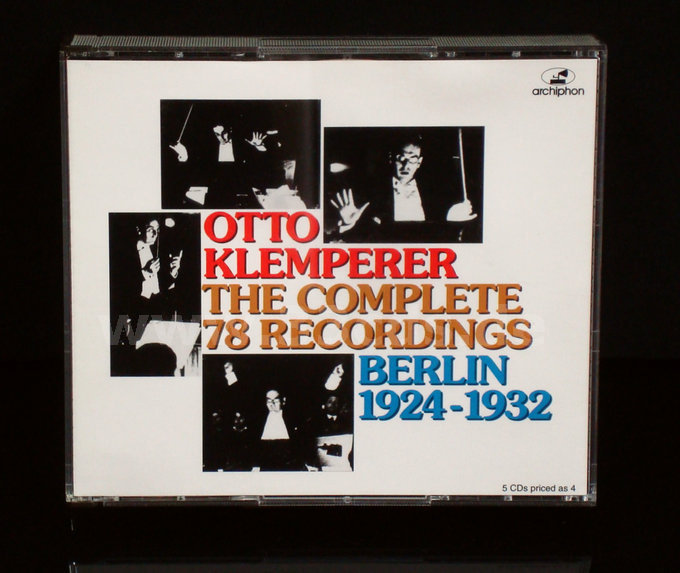 archiphon
OTTO
KLEMPERER
THE COMPLETE
78 RECORDINGS
BERLIN
1924-1932
5 CDs priced as 4